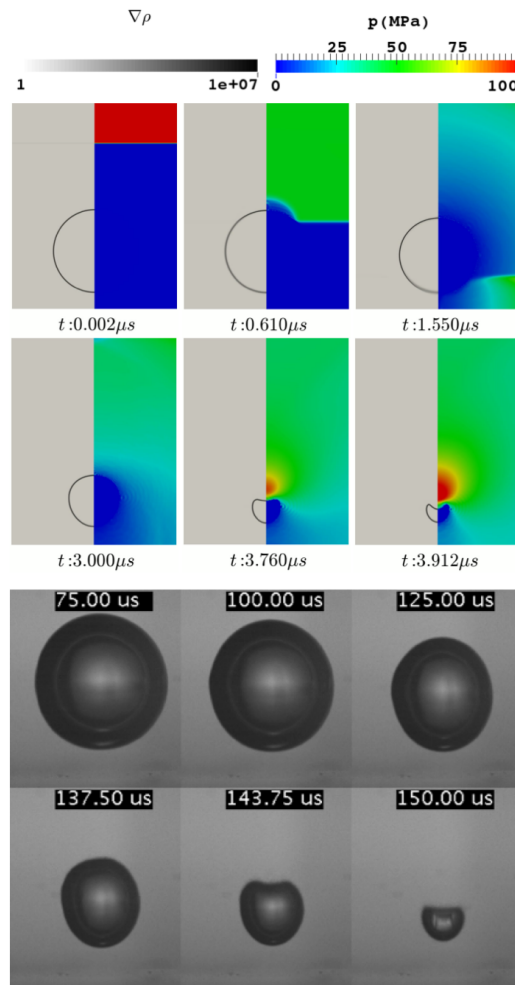 ∇ρ p(MPa)
25 50 75
1 1e+07 0 100
t :0.002μs t :0.610μs t :1.550μs
t :3.000μs t :3.760μs t :3.912μs
75.00 us 100.00 us 125.00 us
137.50 us 143.75 us 150.00 us